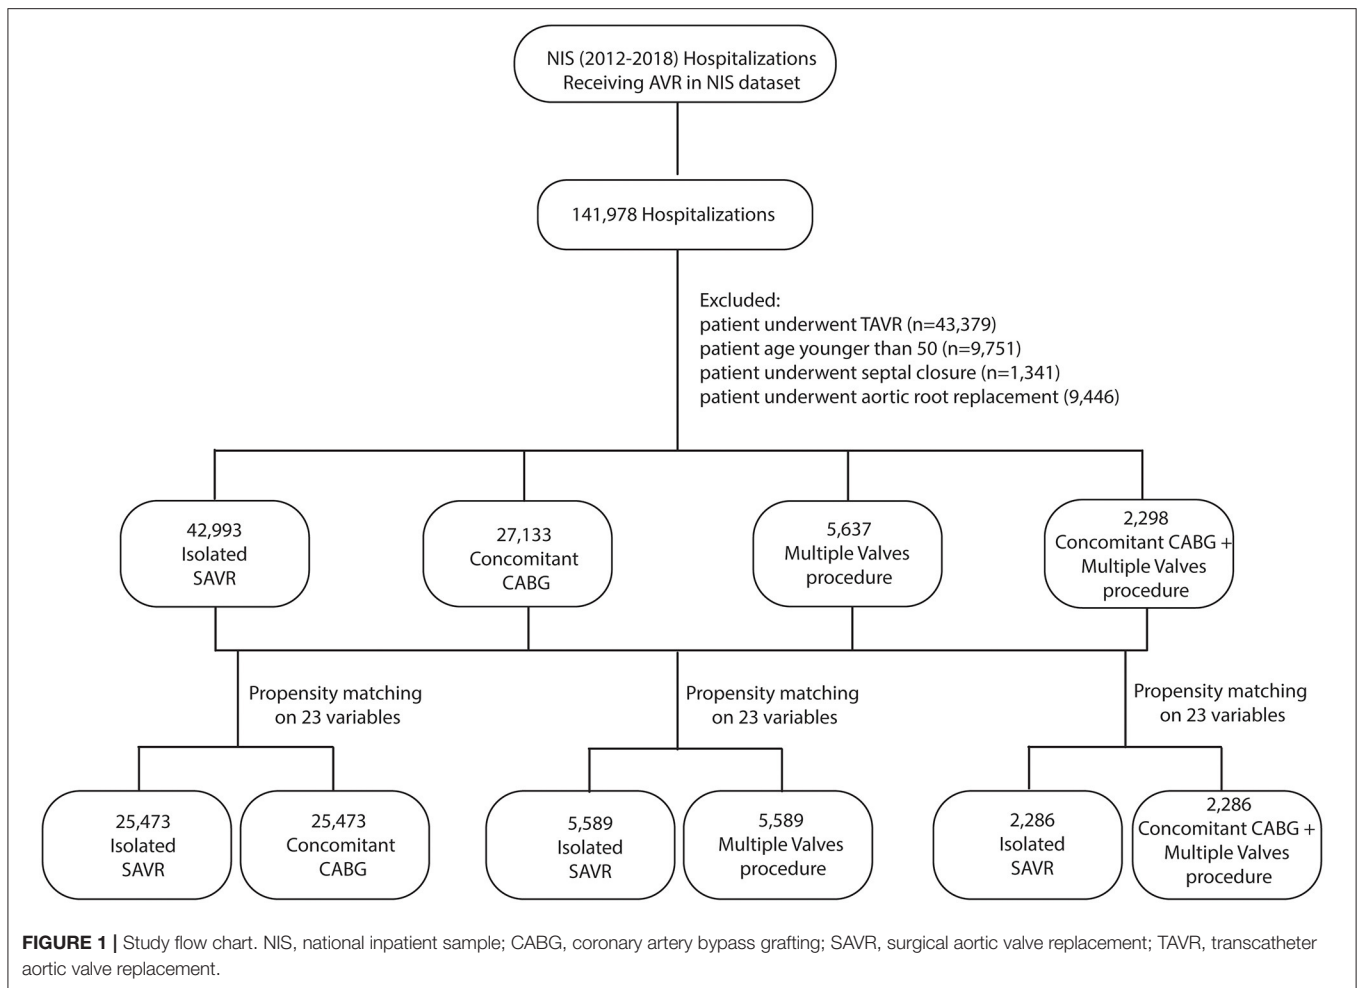 NIS (2012-2018) Hospitalizations
Receiving AVR in NIS dataset
141,978 Hospitalizations
Excluded:
patient underwent TAVR (n=43,379)
patient age younger than 50 (n=9,751)
patient underwent septal closure (n=1,341)
patient underwent aortic root replacement (9,446)
42,993
Isolated
SAVR
27,133
Concomitant
CABG
5,637
Multiple Valves
procedure
2,298
Concomitant CABG +
Multiple Valves
procedure
Propensity matching
on 23 variables
Propensity matching
on 23 variables
Propensity matching
on 23 variables
25,473
Isolated
SAVR
25,473
Concomitant
CABG
5,589
Isolated
SAVR
5,589
Multiple Valves
procedure
2,286
Isolated
SAVR
2,286
Concomitant CABG +
Multiple Valves
procedure
FIGURE 1 | Study flow chart. NIS, national inpatient sample; CABG, coronary artery bypass grafting; SAVR, surgical aortic valve replacement; TAVR, transcatheter
aortic valve replacement.